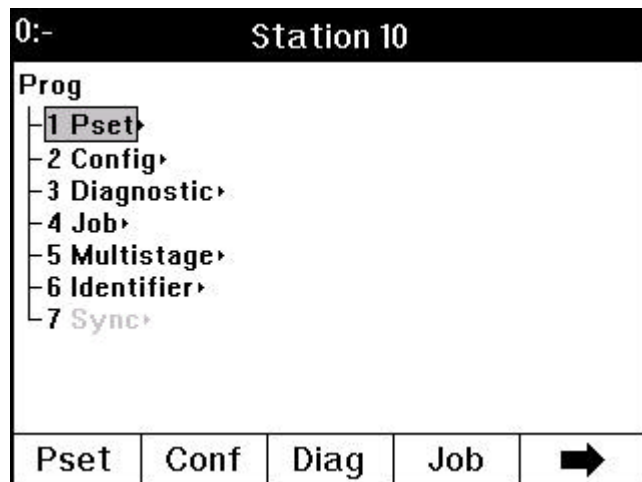 0:- Station 10
Prog
1 Pset
2 Config
3 Diagnostic
4 Job
5 Multistage
6 Identifier
7 Sync
Pset Conf Diag Job